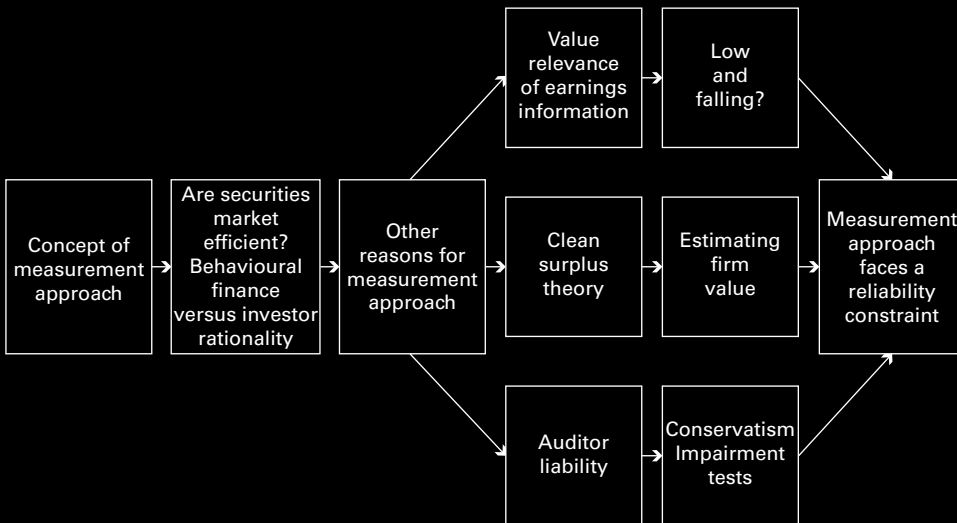 Concept of
measurement
approach
Are securities
market
efficient?
Behavioural
finance
versus investor
rationality
Other
reasons for
measurement
approach
Value
relevance
of earnings
information
Low
and
falling?
Clean
surplus
theory
Estimating
firm
value
Auditor
liability
Conservatism
Impairment
tests
Measurement
approach
faces a
reliability
constraint